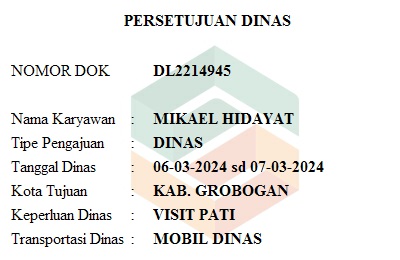 PERSETUJUAN DINAS
NOMOR DOK DL2214945
Nama Karyawan : MIKAEL HIDAYAT
Tipe Pengajuan : DINAS
Tanggal Dinas : 06-03-2024 sd 07-03-2024
Kota Tujuan : KAB. GROBOGAN
Keperluan Dinas : VISIT PATI
Transportasi Dinas : MOBIL DINAS